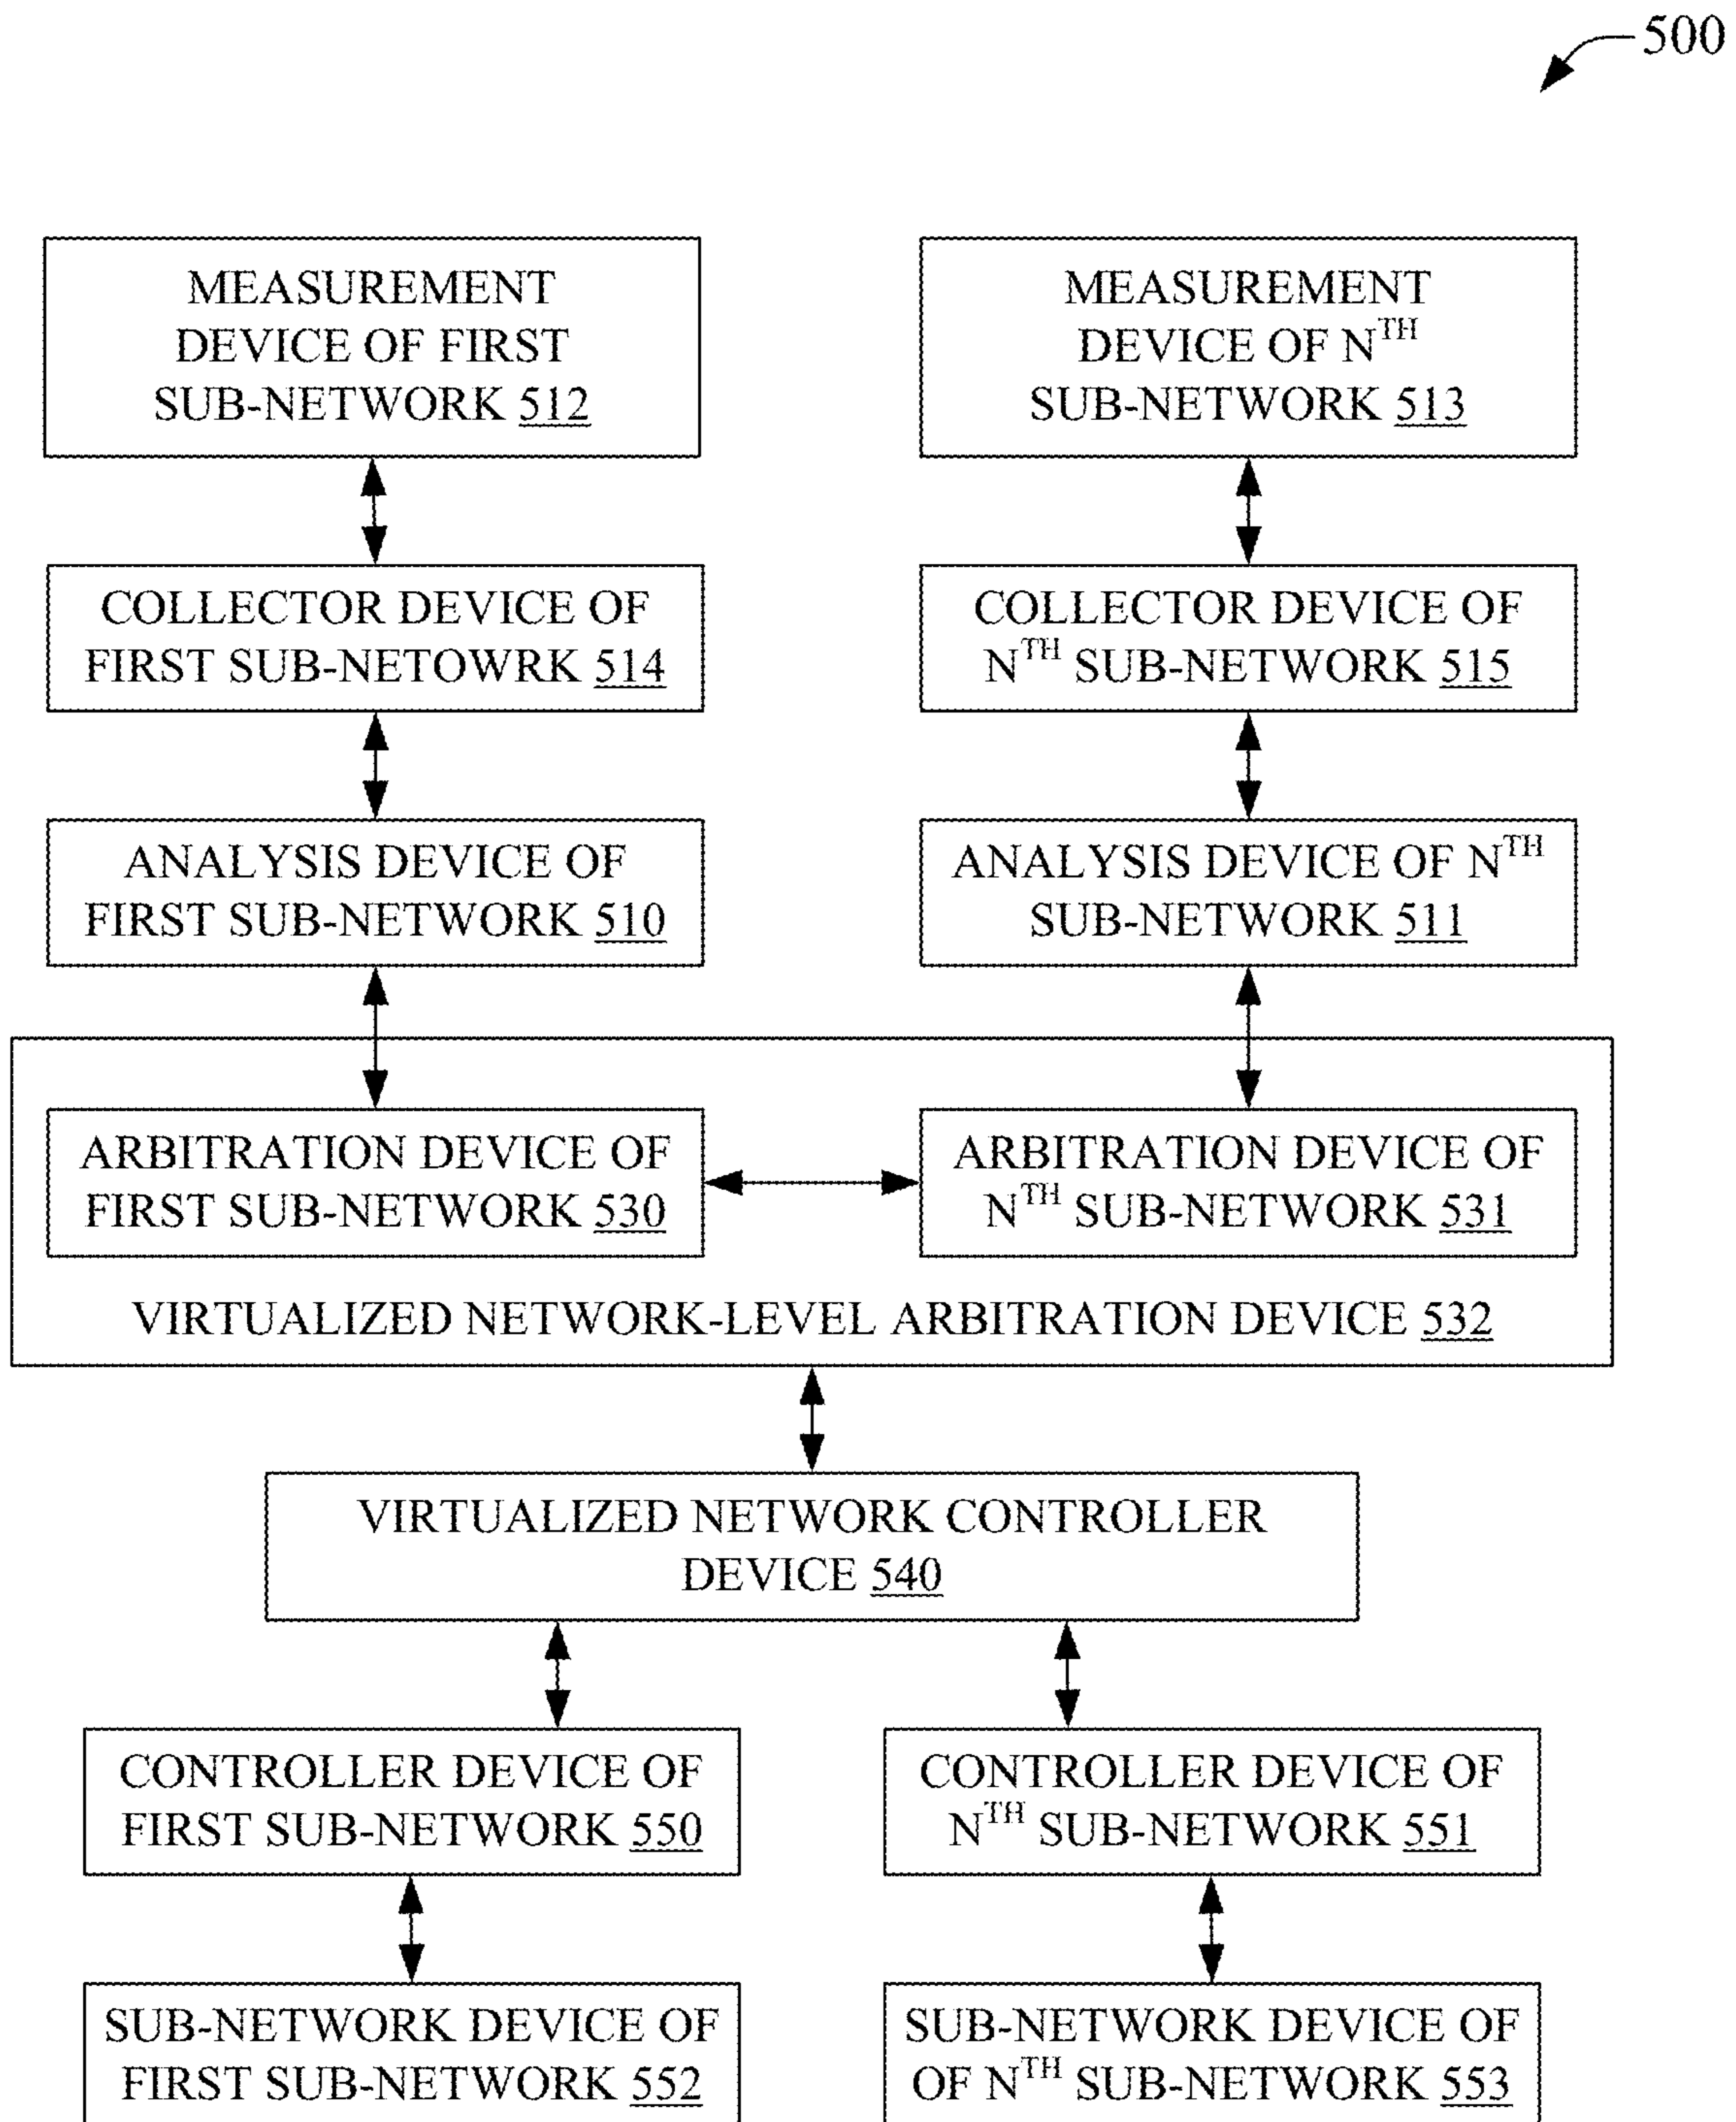 500
MEASUREMENT
DEVICE OF FIRST
SUB-NETWORK 512
MEASUREMENT
DEVICE OF NTH
SUB-NETWORK 513
COLLECTOR DEVICE OF
FIRST SUB-NETOWRK 514
COLLECTOR DEVICE OF
NTH SUB-NETWORK 515
ANALYSIS DEVICE OF
FIRST SUB-NETWORK 510
ANALYSIS DEVICE OF NTH
SUB-NETWORK 511
ARBITRATION DEVICE OF
FIRST SUB-NETWORK 530
ARBITRATION DEVICE OF
NTH SUB-NETWORK 531
VIRTUALIZED NETWORK-LEVEL ARBITRATION DEVICE 532
VIRTUALIZED NETWORK CONTROLLER
DEVICE 540
CONTROLLER DEVICE OF
FIRST SUB-NETWORK 550
CONTROLLER DEVICE OF
NTH SUB-NETWORK 551
SUB-NETWORK DEVICE OF
FIRST SUB-NETWORK 552
SUB-NETWORK DEVICE OF
OF NTH SUB-NETWORK 553